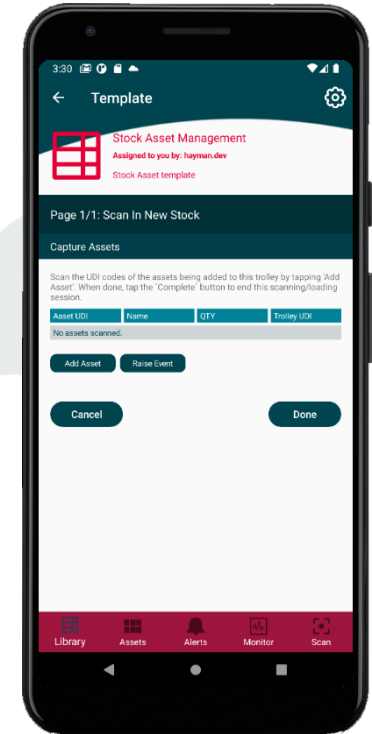 3:30
Template
Stock Asset Management
Assigned to you by: hayman.dev
Stock Asset template
Page 1/1: Scan In New Stock
Capture Assets
Scan the UDI codes of the assets being added to this trolley by tapping 'Add
Asset'. When done, tap the 'Complete' button to end this scanning/loading
session.
Asset UDI Name QTY Trolley UDI
No assets scanned.
Add Asset Raise Event
Cancel Done
Library Assets Alerts Monitor Scan